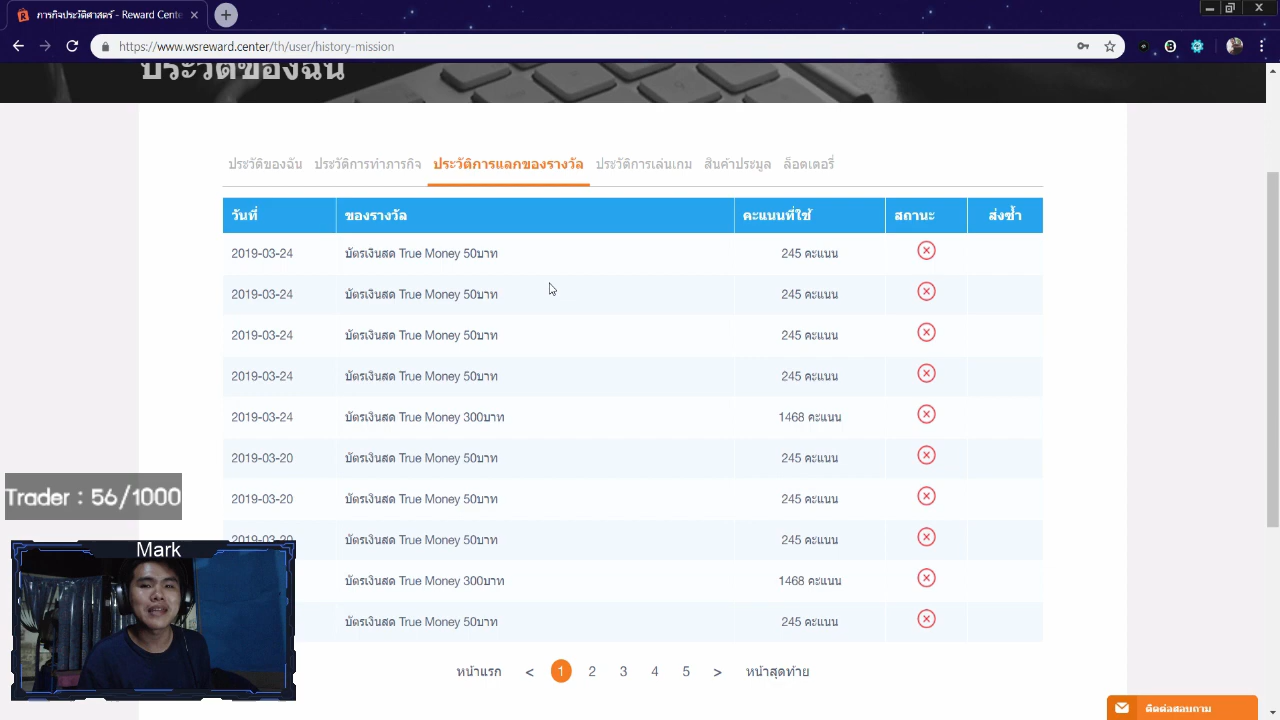 ภารกิจประวัติศาสตร์ - Reward Cente
https://www.wsreward.center/th/user/history-mission
ประวัติของฉัน
ประวัติของฉัน ประวัติการทำภารกิจ ประวัติการแลกของรางวัล ประวัติการเล่นเกม สินค้าประมูล ล็อตเตอรี่
วันที่ ของรางวัล คะแนนที่ใช้ สถานะ ส่งซ้ำ
2019-03-24 บัตรเงินสด True Money 50บาท 245 คะแนน
2019-03-24 บัตรเงินสด True Money 50บาท 245 คะแนน
2019-03-24 บัตรเงินสด True Money 50บาท 245 คะแนน
2019-03-24 บัตรเงินสด True Money 50บาท 245 คะแนน
2019-03-24 บัตรเงินสด True Money 300บาท 1468 คะแนน
2019-03-20 บัตรเงินสด True Money 50บาท 245 คะแนน
2019-03-20 บัตรเงินสด True Money 50บาท 245 คะแนน
2019-03-20 บัตรเงินสด True Money 50บาท 245 คะแนน
บัตรเงินสด True Money 300บาท 1468 คะแนน
บัตรเงินสด True Money 50บาท 245 คะแนน
Trader : 56/1000
Mark
หน้าแรก < 1 2 3 4 5 > หน้าสุดท้าย
ติดต่อสอบถาม